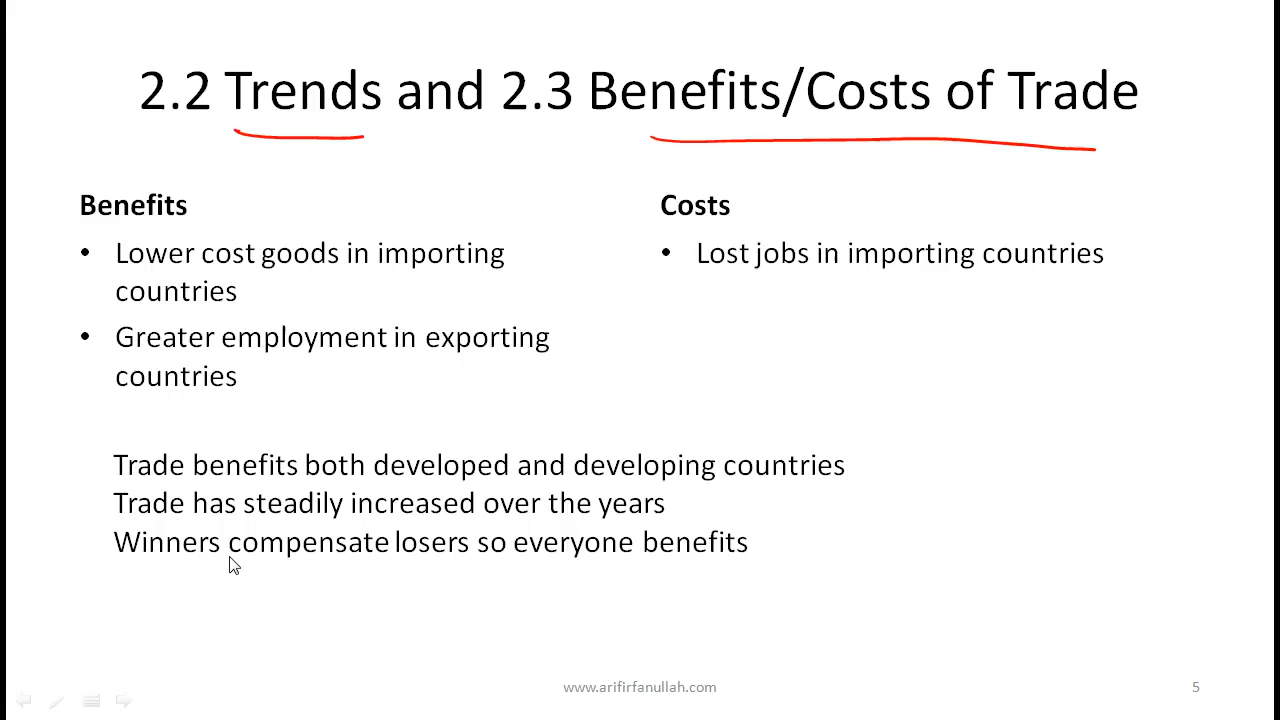 2.2 Trends and 2.3 Benefits/Costs of Trade
Benefits
• Lower cost goods in importing
countries
• Greater employment in exporting
countries
Costs
• Lost jobs in importing countries
Trade benefits both developed and developing countries
Trade has steadily increased over the years
Winners compensate losers so everyone benefits
www.arifirfanullah.com
5